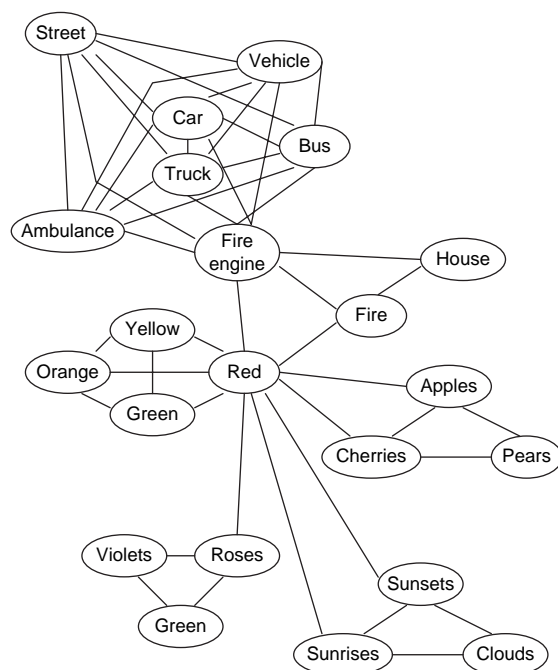 Street
Vehicle
Car
Bus
Truck
Ambulance
Fire
engine
House
Fire
Yellow
Orange
Red
Green
Apples
Cherries
Pears
Violets
Roses
Green
Sunsets
Sunrises
Clouds